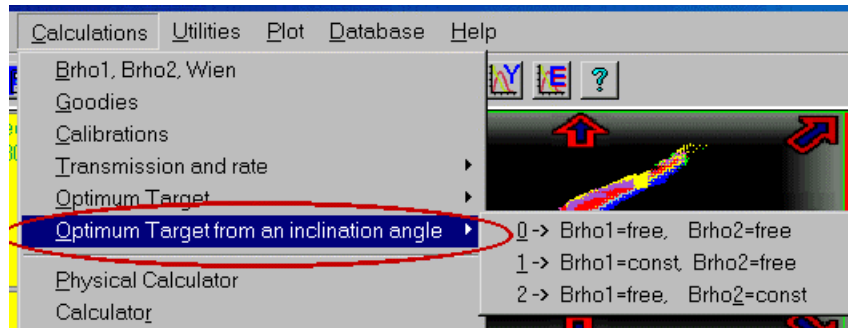 Calculations Utilities Plot Database Help
Brho1, Brho2, Wien
Goodies
Calibrations
Transmission and rate
Optimum Target
Optimum Target from an inclination angle
Physical Calculator
Calculator
Y E ?
0-> Brho1=free, Brho2=free
1-> Brho1=const, Brho2=free
2-> Brho1=free, Brho2=const